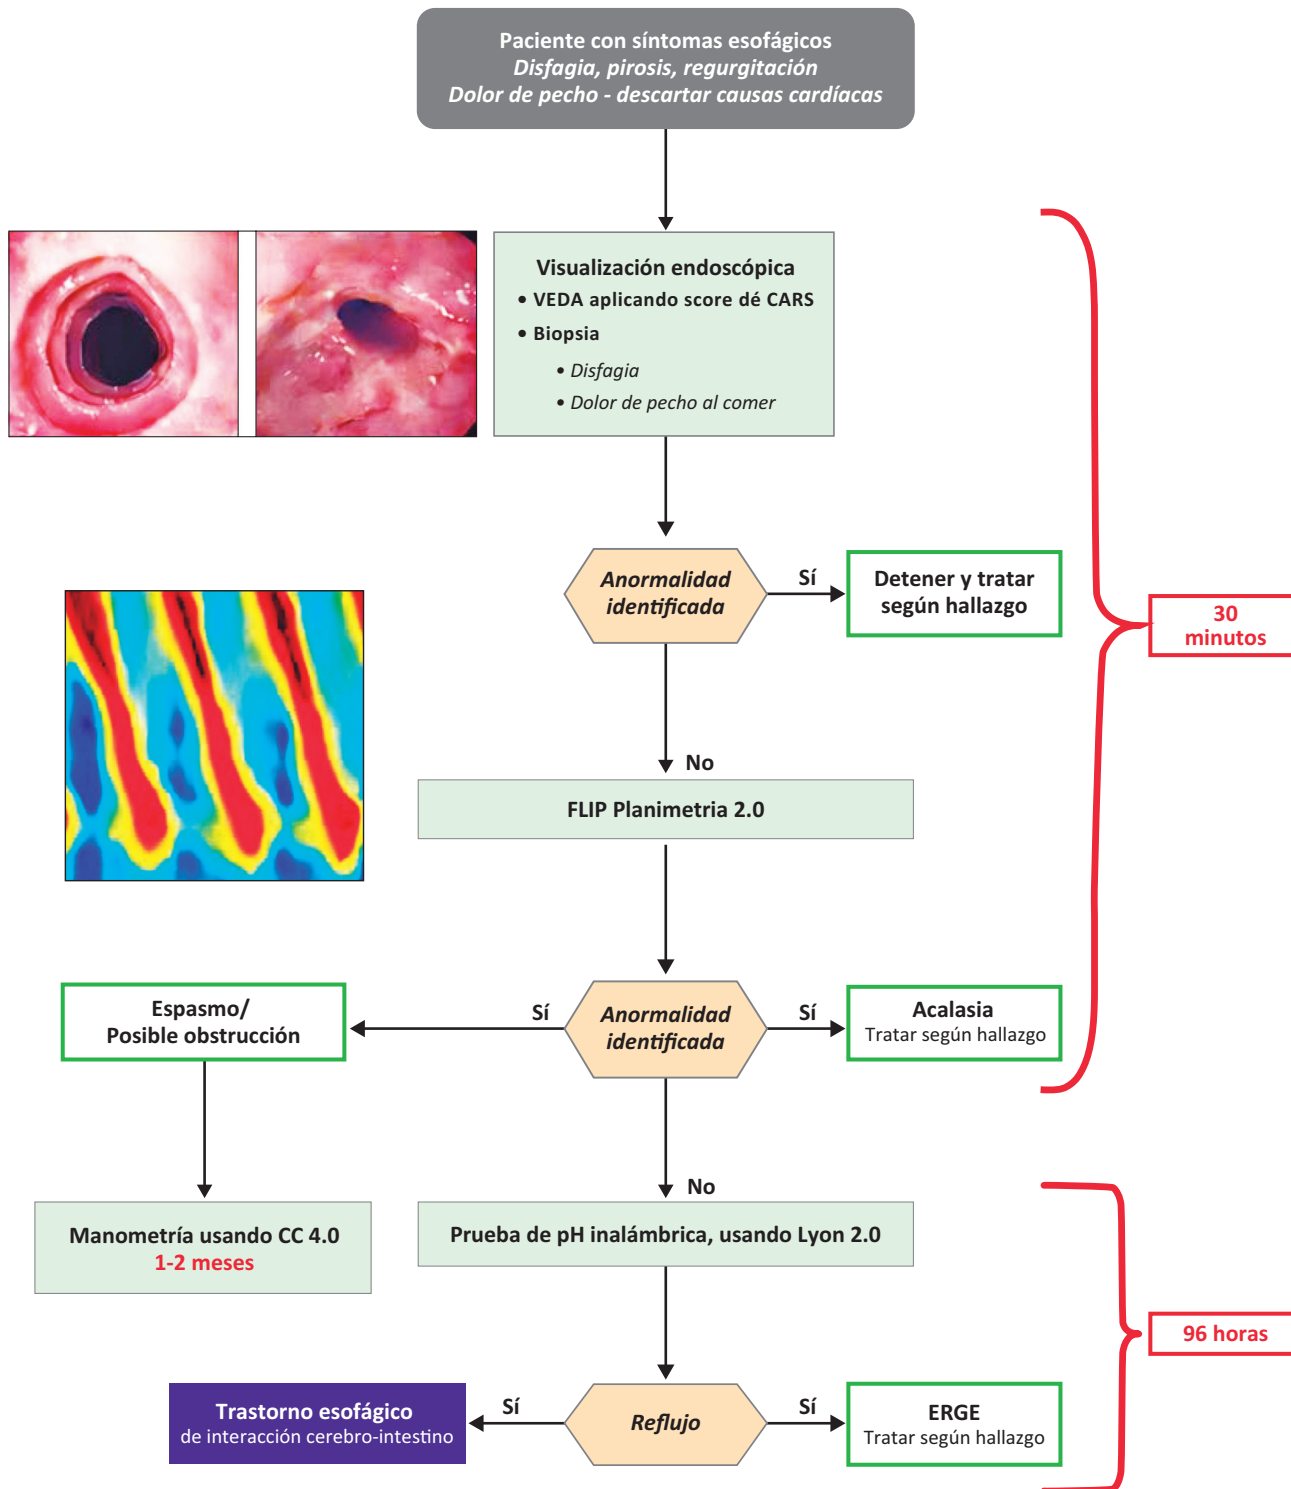 Paciente con síntomas esofágicos
Disfagia, pirosis, regurgitación
Dolor de pecho - descartar causas cardíacas
Visualización endoscópica
• VEDA aplicando score dé CARS
• Biopsia
• Disfagia
• Dolor de pecho al comer
Anormalidad
identificada
Sí
Detener y tratar
según hallazgo
30
minutos
No
FLIP Planimetria 2.0
Espasmo/
Posible obstrucción
Sí
Anormalidad
identificada
Sí
Acalasia
Tratar según hallazgo
No
Manometría usando CC 4.0
1-2 meses
Prueba de pH inalámbrica, usando Lyon 2.0
96 horas
Trastorno esofágico
de interacción cerebro-intestino
Sí
Reflujo
Sí
ERGE
Tratar según hallazgo